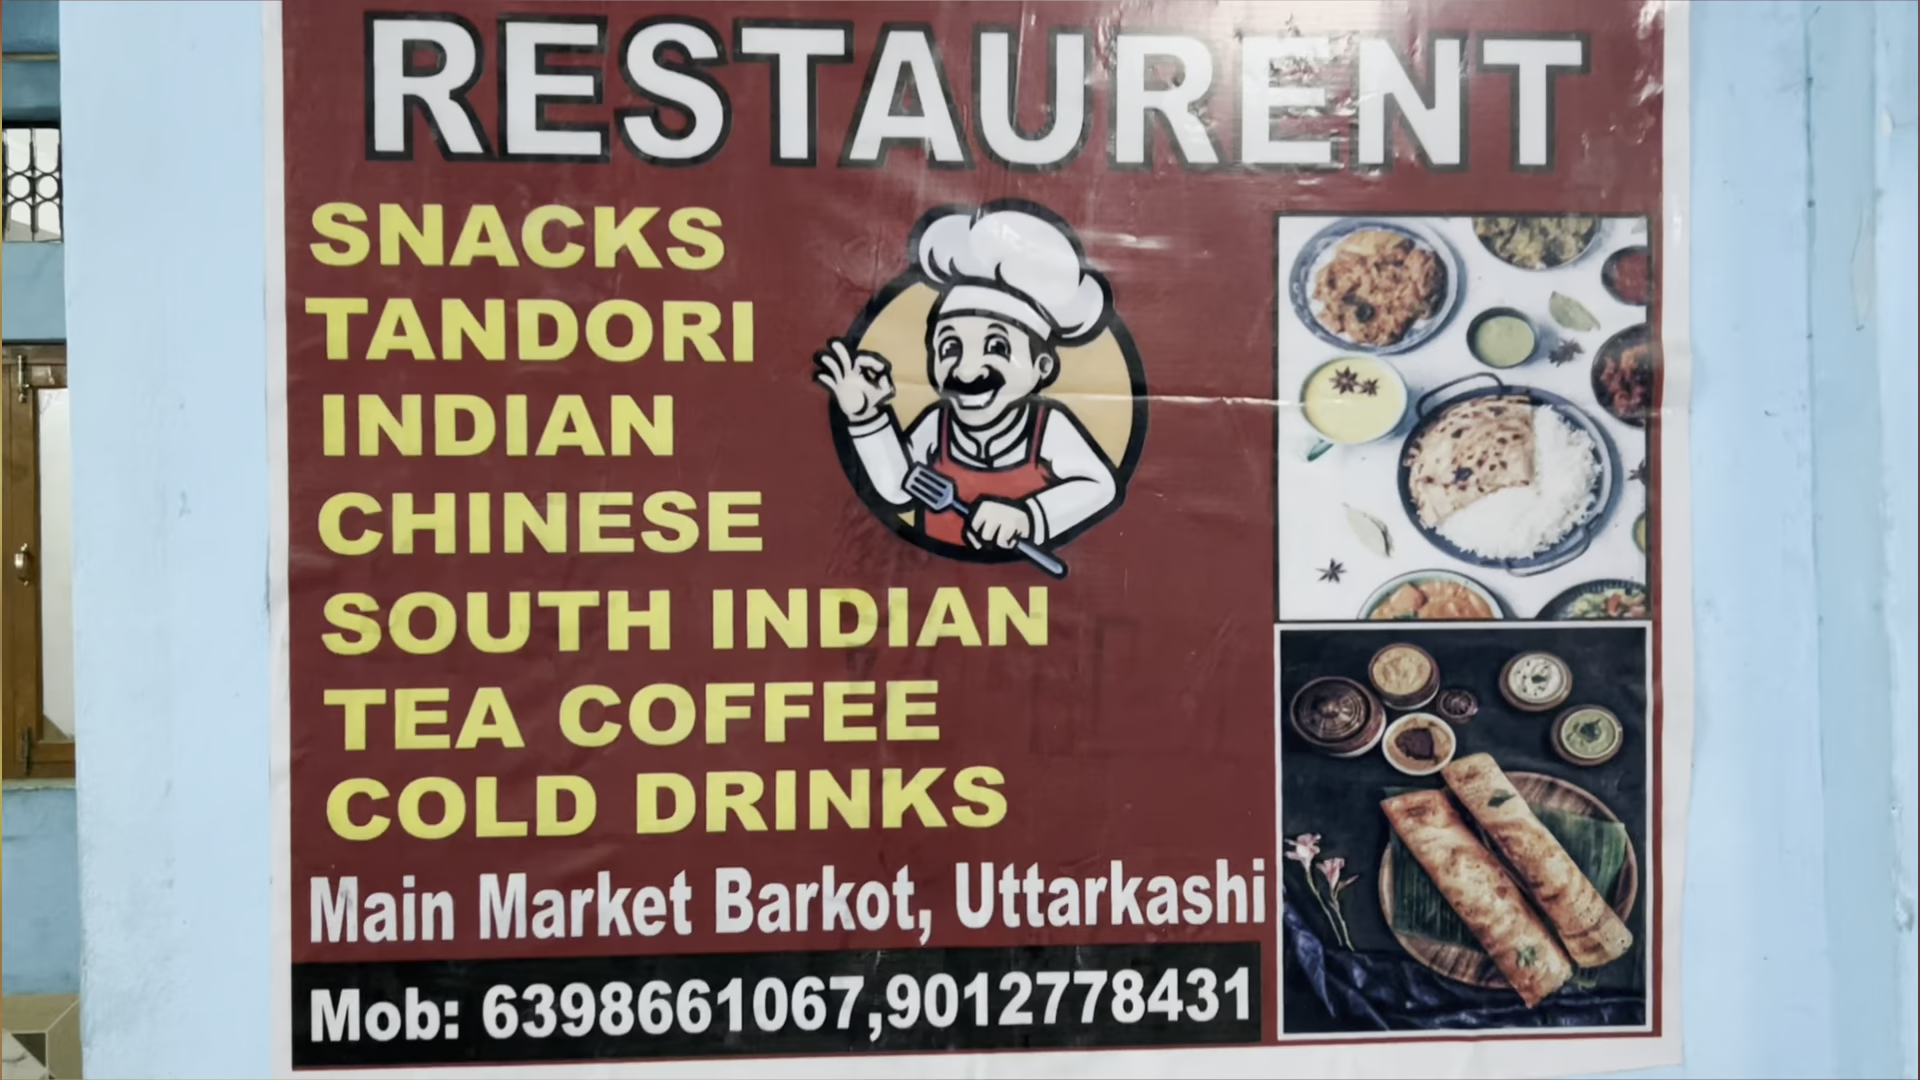 RESTAURENT
SNACKS
TANDORI
INDIAN
CHINESE
SOUTH INDIAN
TEA COFFEE
COLD DRINKS
Main Market Barkot, Uttarkashi
Mob: 6398661067,9012778431